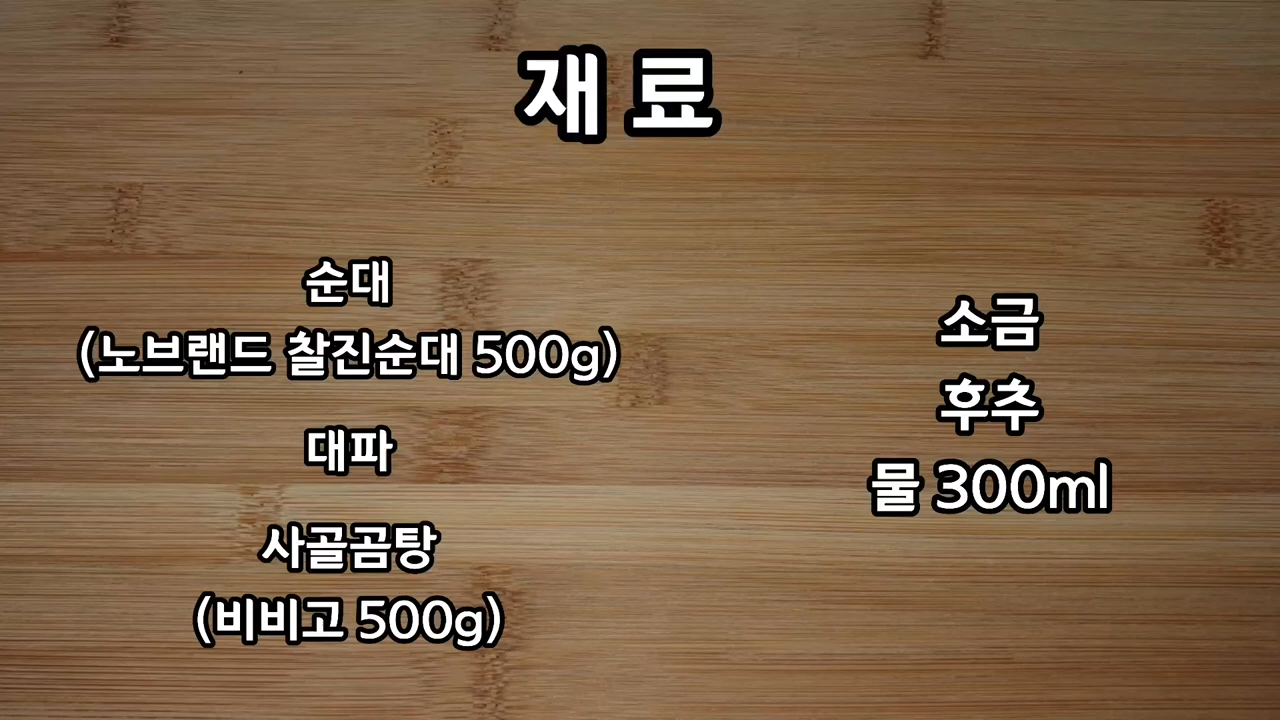 재료
순대
(노브랜드 찰진순대 500g)
대파
사골곰탕
(비비고 500g)
소금
후추
물 300ml